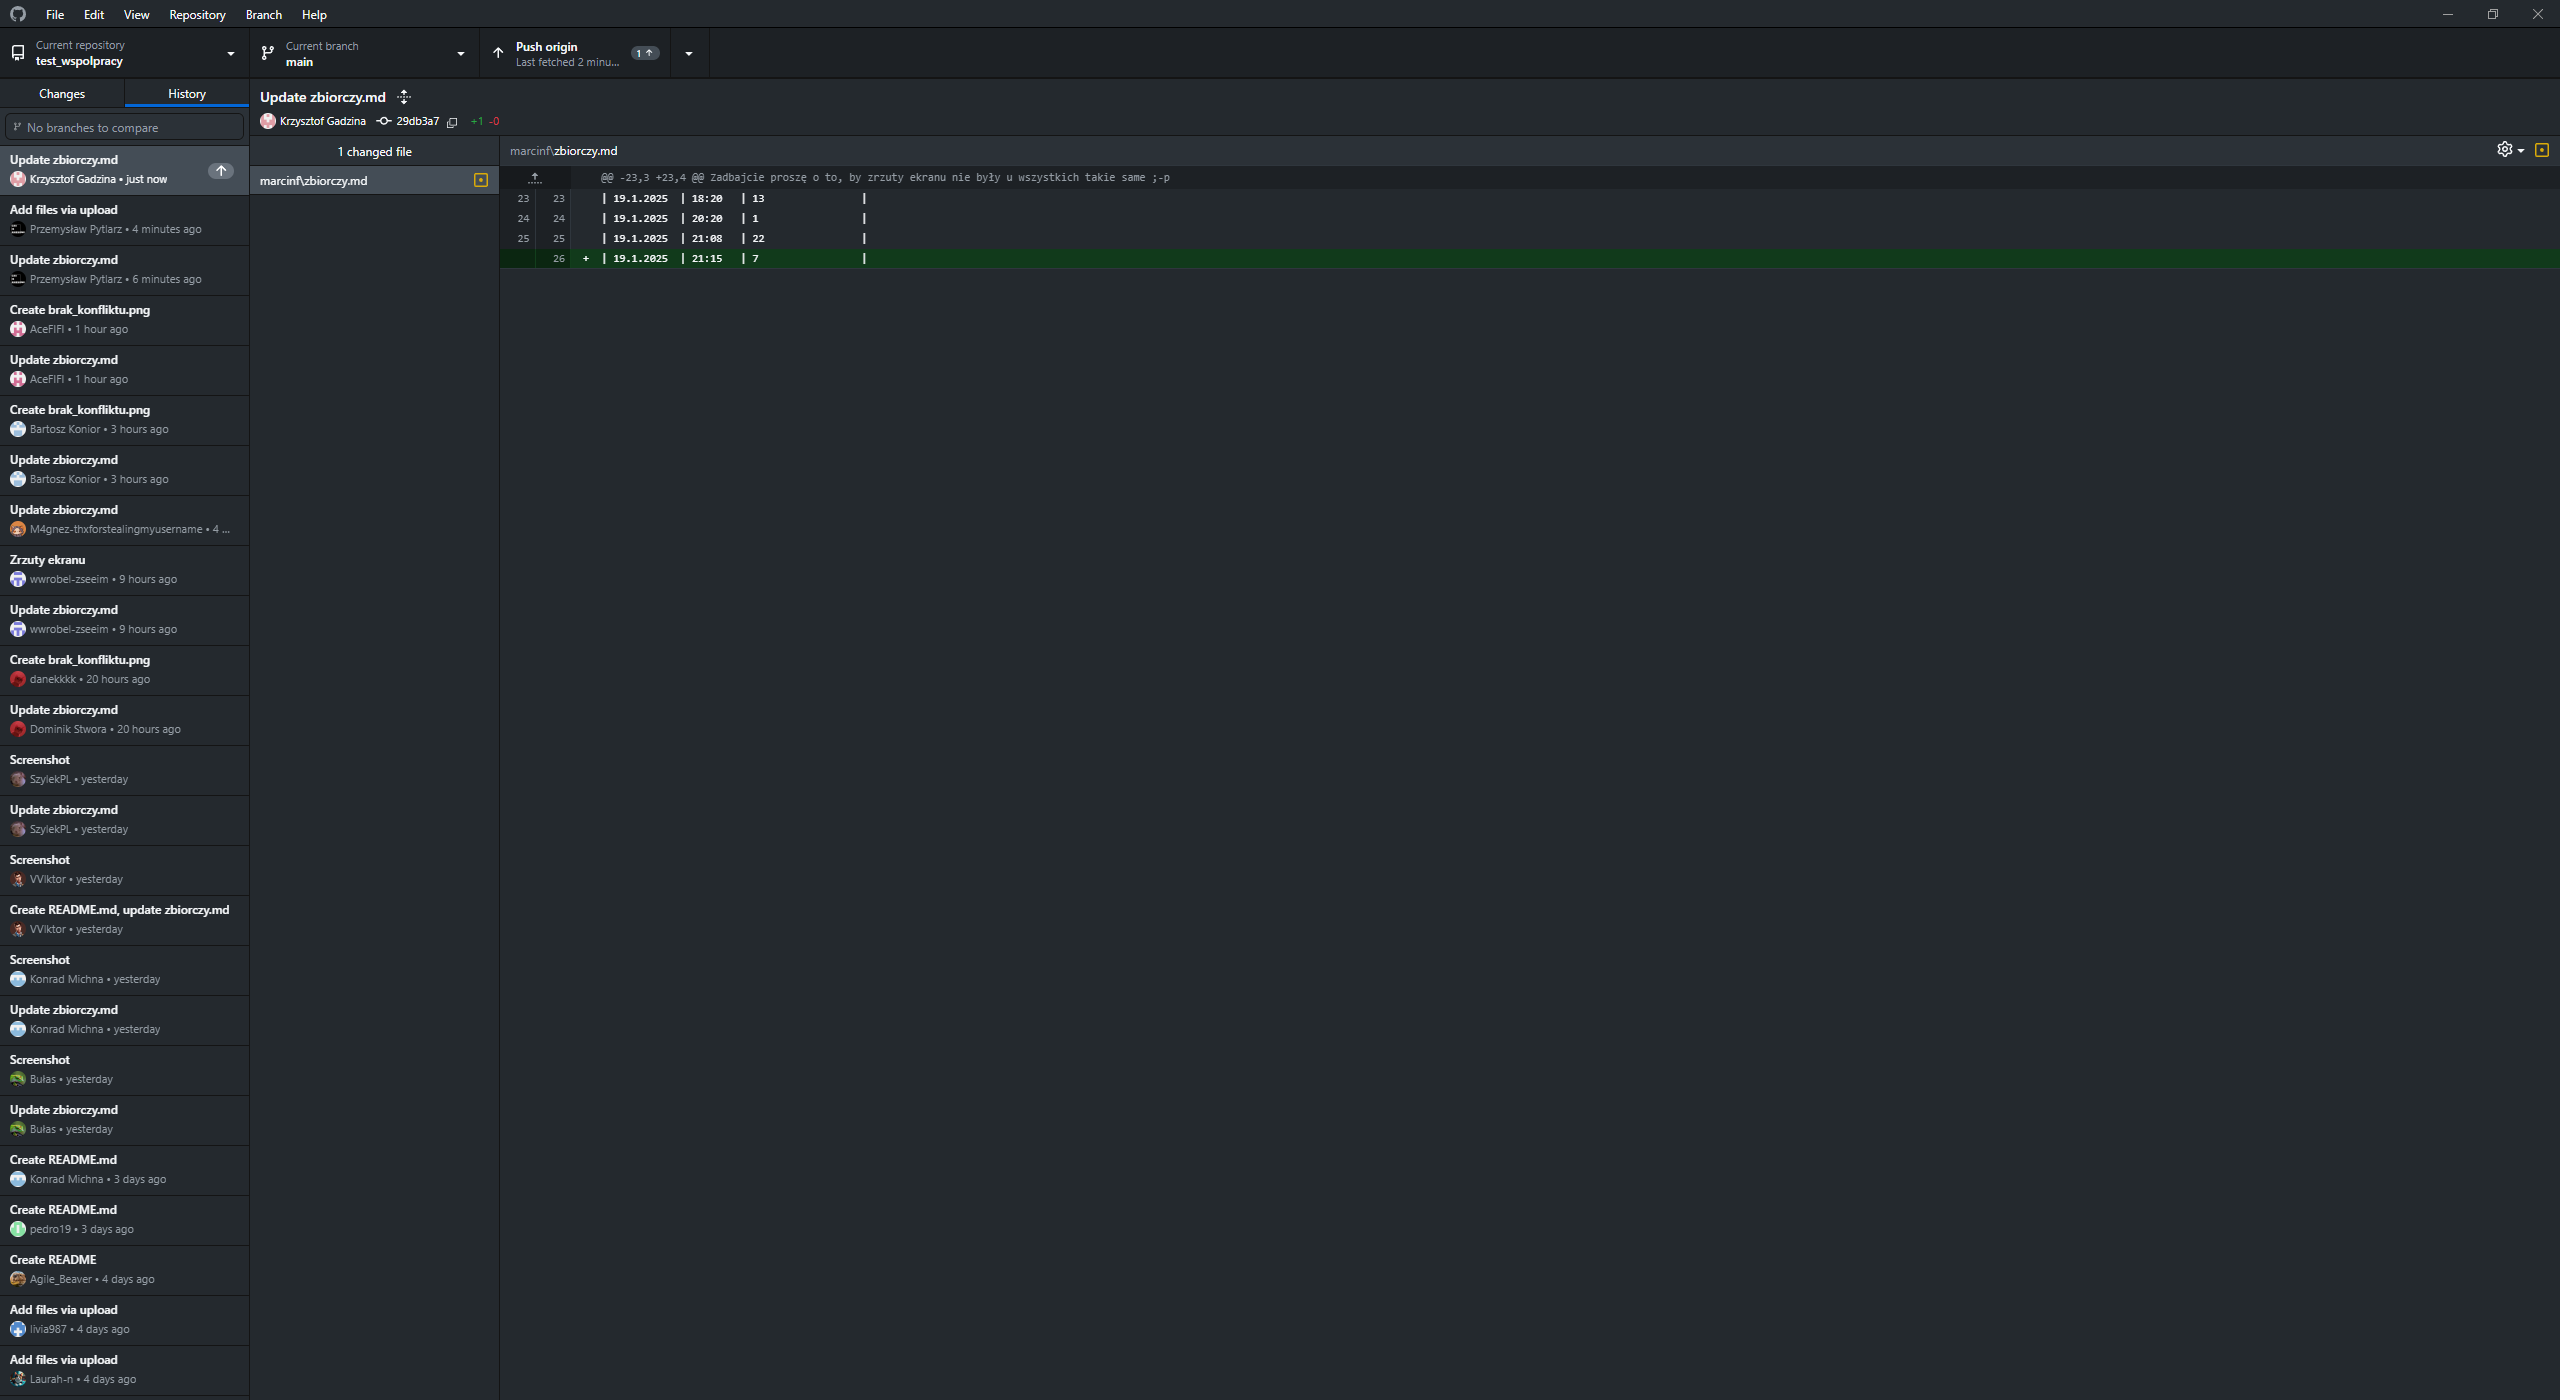 File Edit View Repository Branch Help
Current repository
test_wspolpracy
Current branch
main
Push origin
Last fetched 2 minu...
1
Changes
History
No branches to compare
Update zbiorczy.md
Krzysztof Gadzina • just now
Add files via upload
Przemysław Pytlarz • 4 minutes ago
Update zbiorczy.md
Przemysław Pytlarz • 6 minutes ago
Create brak_konfliktu.png
AceFIFI • 1 hour ago
Update zbiorczy.md
AceFIFI • 1 hour ago
Create brak_konfliktu.png
Bartosz Konior • 3 hours ago
Update zbiorczy.md
Bartosz Konior • 3 hours ago
Update zbiorczy.md
M4gnez-thxforstealingmyusername • 4 ...
Zrzuty ekranu
wwrobel-zseeim • 9 hours ago
Update zbiorczy.md
wwrobel-zseeim • 9 hours ago
Create brak_konfliktu.png
danekkkk • 20 hours ago
Update zbiorczy.md
Dominik Stwora • 20 hours ago
Screenshot
SzylekPL • yesterday
Update zbiorczy.md
SzylekPL • yesterday
Screenshot
VVIktor • yesterday
Create README.md, update zbiorczy.md
VVIktor • yesterday
Screenshot
Konrad Michna • yesterday
Update zbiorczy.md
Konrad Michna • yesterday
Screenshot
Bułas • yesterday
Update zbiorczy.md
Bułas • yesterday
Create README.md
Konrad Michna • 3 days ago
Create README.md
pedro19 • 3 days ago
Create README
Agile_Beaver • 4 days ago
Add files via upload
livia987 • 4 days ago
Add files via upload
Laurah-n • 4 days ago
Update zbiorczy.md
Krzysztof Gadzina 29db3a7 +1 -0
1 changed file
marcinf\zbiorczy.md
marcinf\zbiorczy.md
@@ -23,3 +23,4 @@ Zadbajcie proszę o to, by zrzuty ekranu nie były u wszystkich takie same ;-p
23 23 | 19.1.2025 | 18:20 | 13 |
24 24 | 19.1.2025 | 20:20 | 1 |
25 25 | 19.1.2025 | 21:08 | 22 |
26 + | 19.1.2025 | 21:15 | 7 |